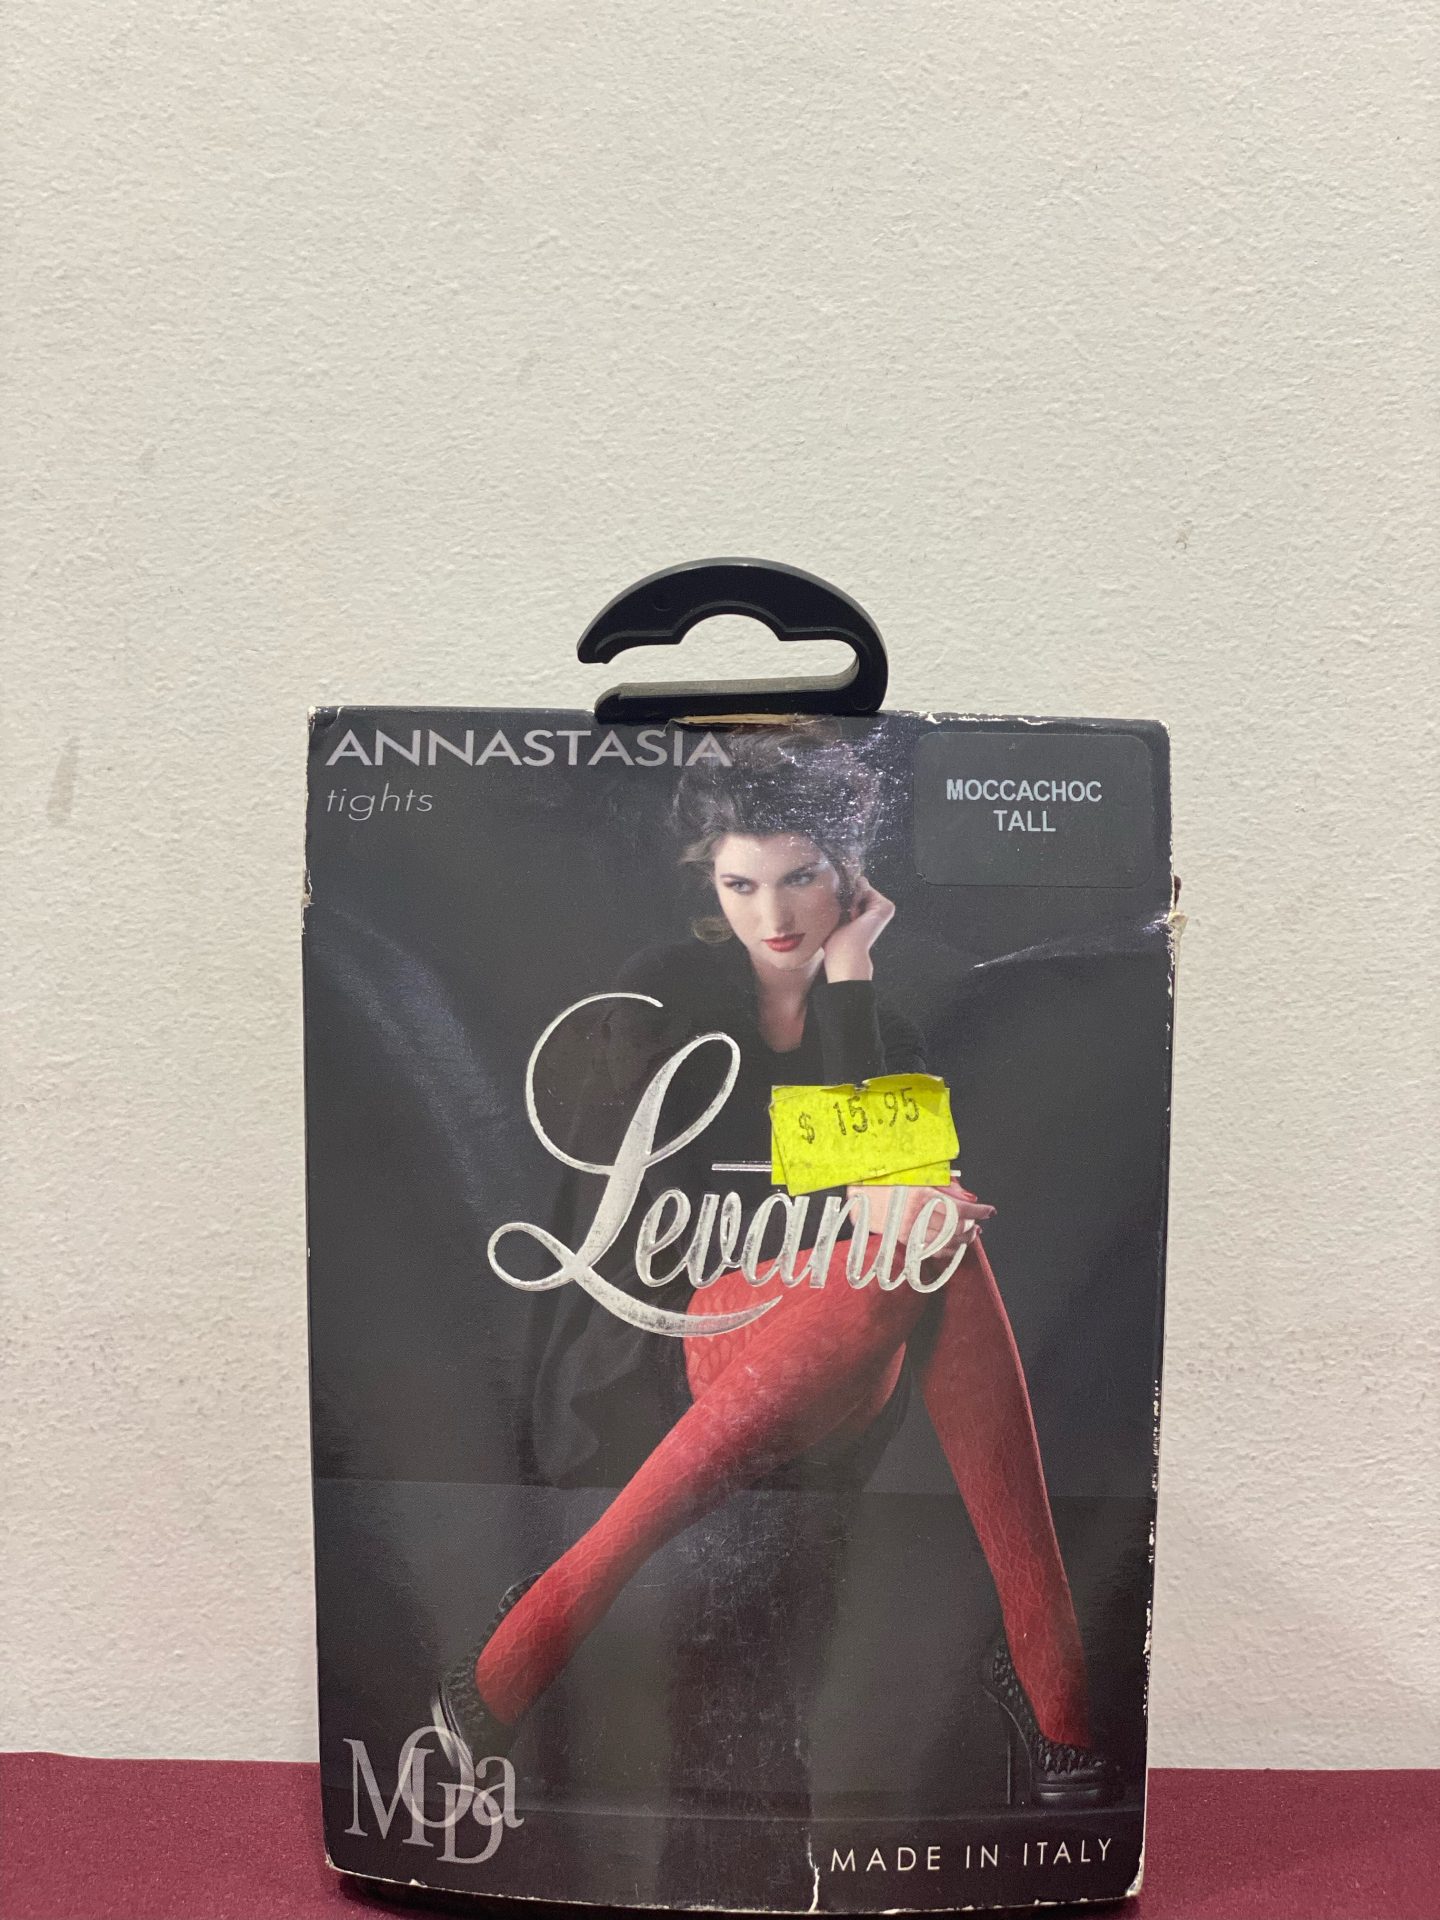 ANNASTASIA
tights
MOCCACHOC
TALL
$ 15.95
Levante
MODa
MADE IN ITALY